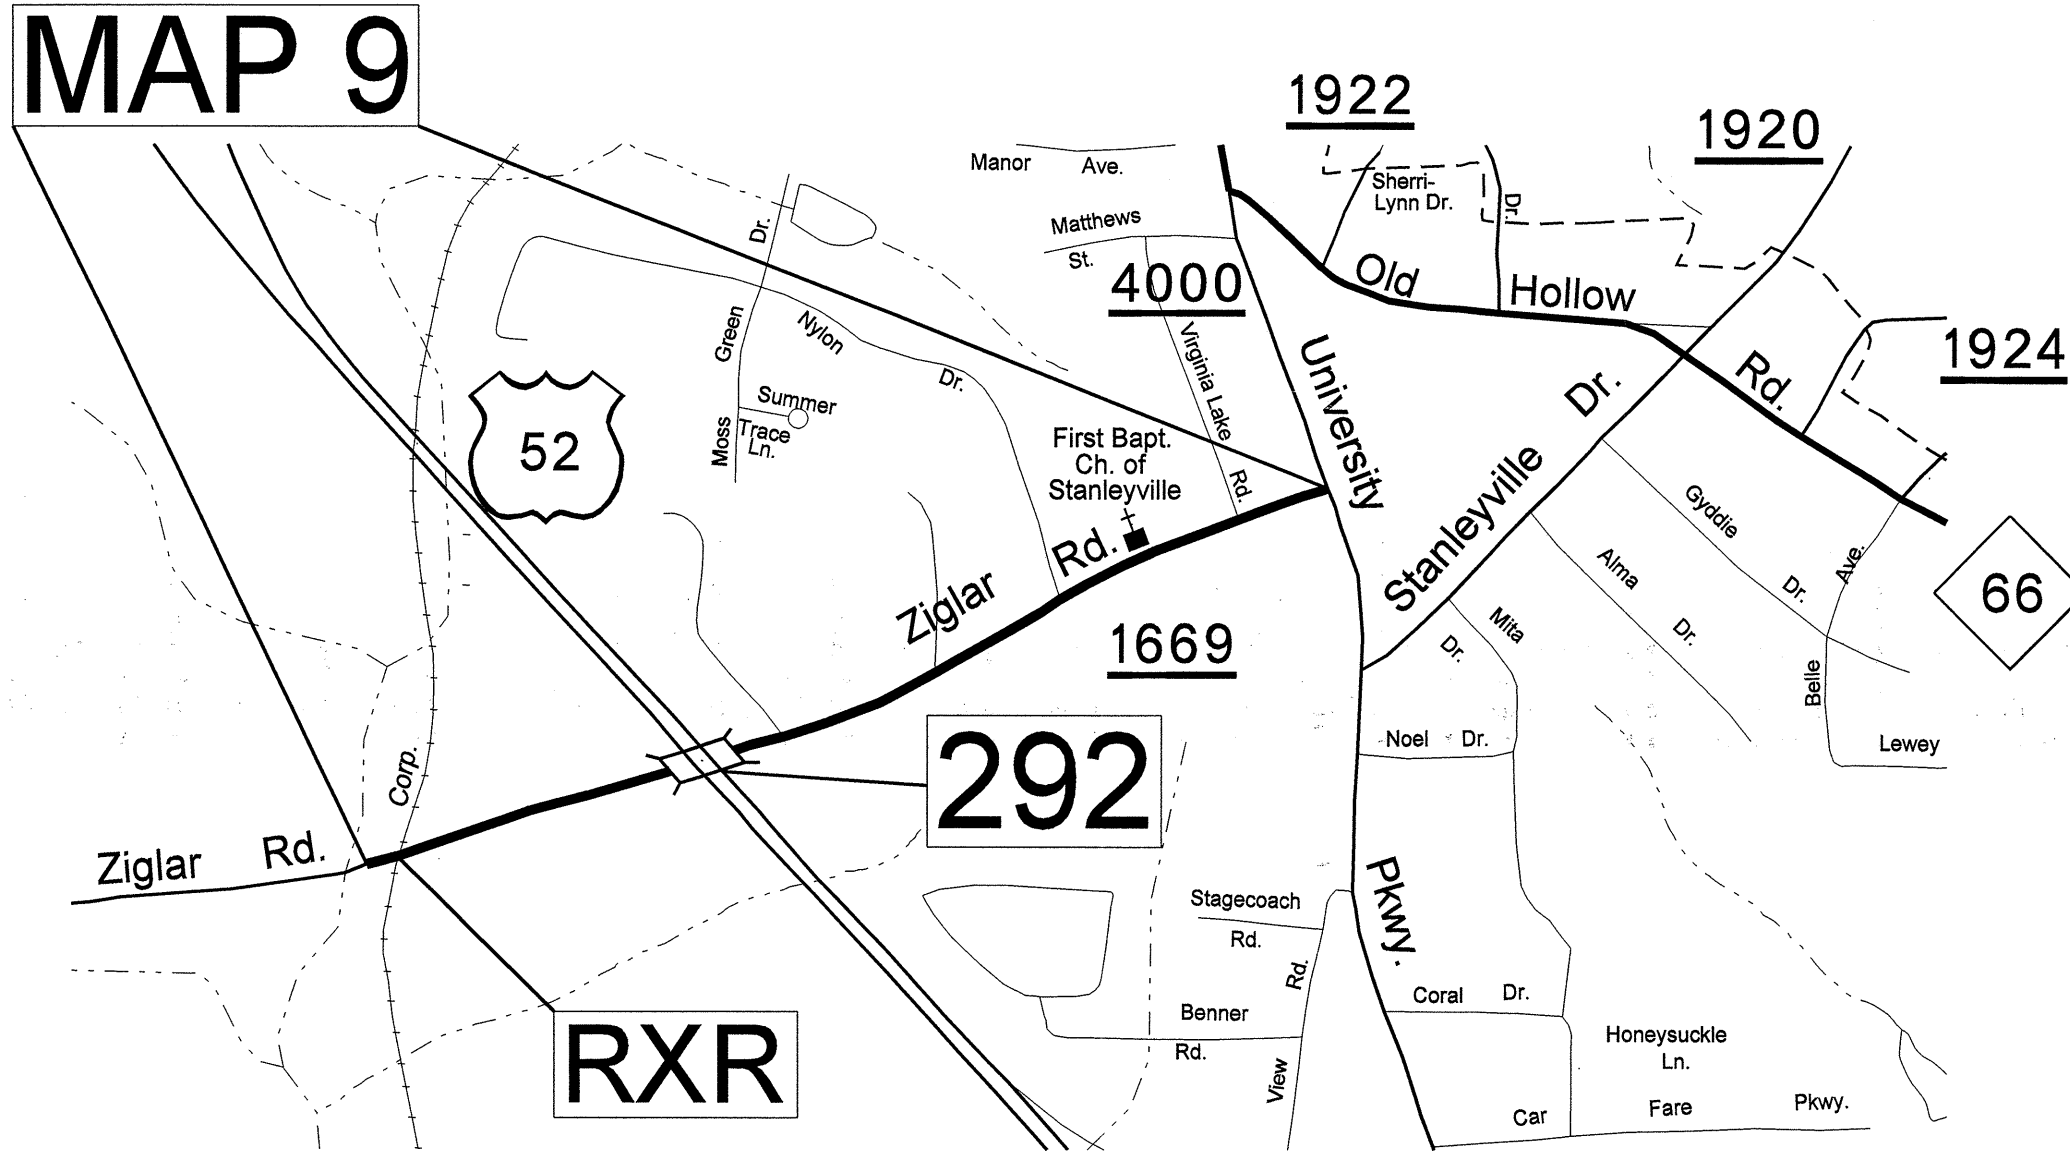 MAP 9
1922
1920
Manor Ave.
Sherri-
Lynn Dr.
Dr.
Matthews
St.
Dr.
4000
Old Hollow Rd.
1924
Green
Moss
Nylon
Dr.
Virginia Lake
Rd.
University
Pkwy.
Stanleyville Dr.
52
Summer
Trace
Ln.
First Bapt.
Ch. of
Stanleyville
Gyddie
Dr.
Alma
Dr.
Ave.
Belle
66
Ziglar Rd.
Mita
Dr.
1669
Noel Dr.
Lewey
292
Corp.
Ziglar Rd.
Stagecoach
Rd.
Rd.
View
Benner
Rd.
Coral Dr.
Honeysuckle
Ln.
RXR
Car Fare Pkwy.